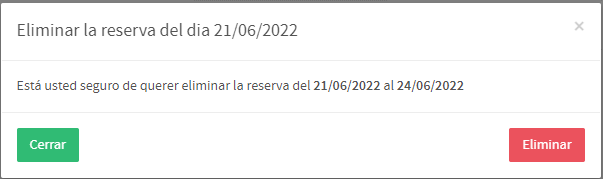 Eliminar la reserva del dia 21/06/2022
×
Está usted seguro de querer eliminar la reserva del 21/06/2022 al 24/06/2022
Cerrar
Eliminar